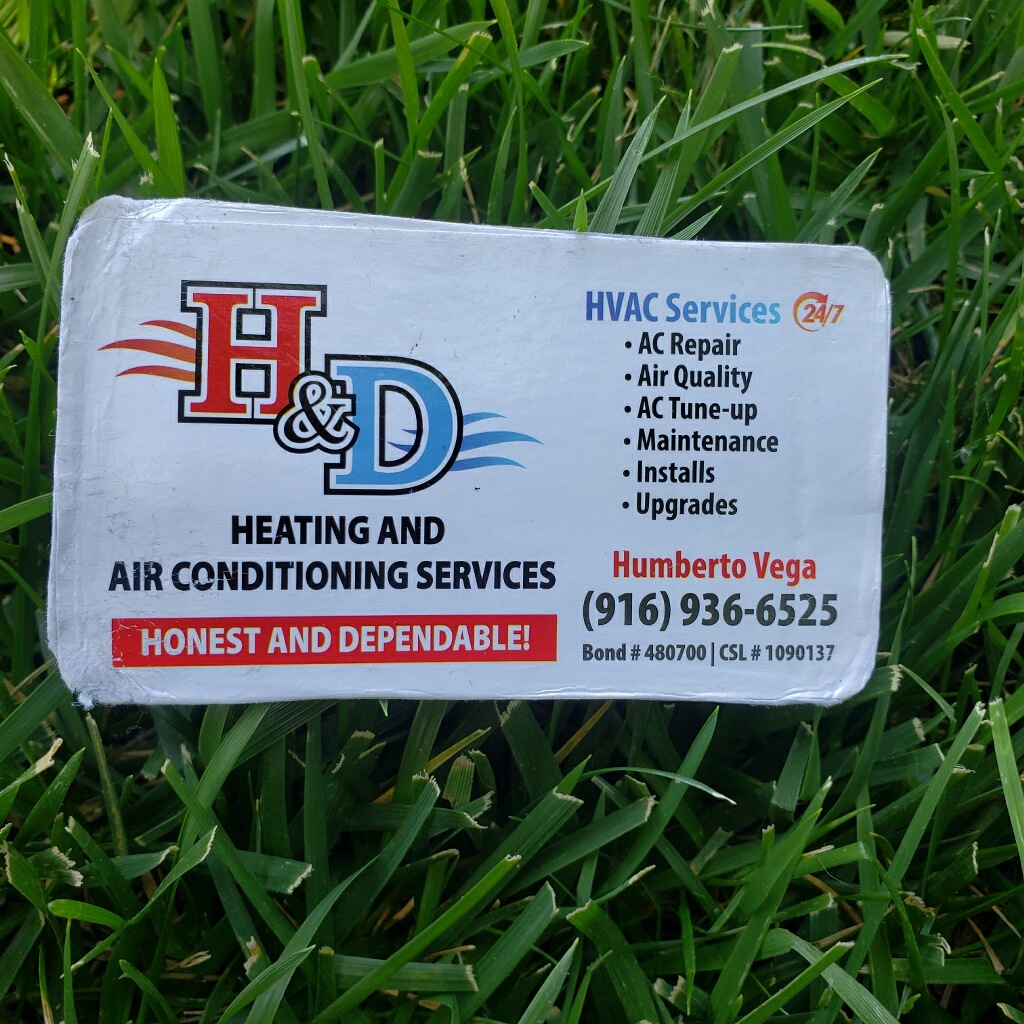 H&D
HEATING AND
AIR CONDITIONING SERVICES
HONEST AND DEPENDABLE!
HVAC Services 24/7
• AC Repair
• Air Quality
• AC Tune-up
• Maintenance
• Installs
• Upgrades
Humberto Vega
(916) 936-6525
Bond # 480700 | CSL # 1090137